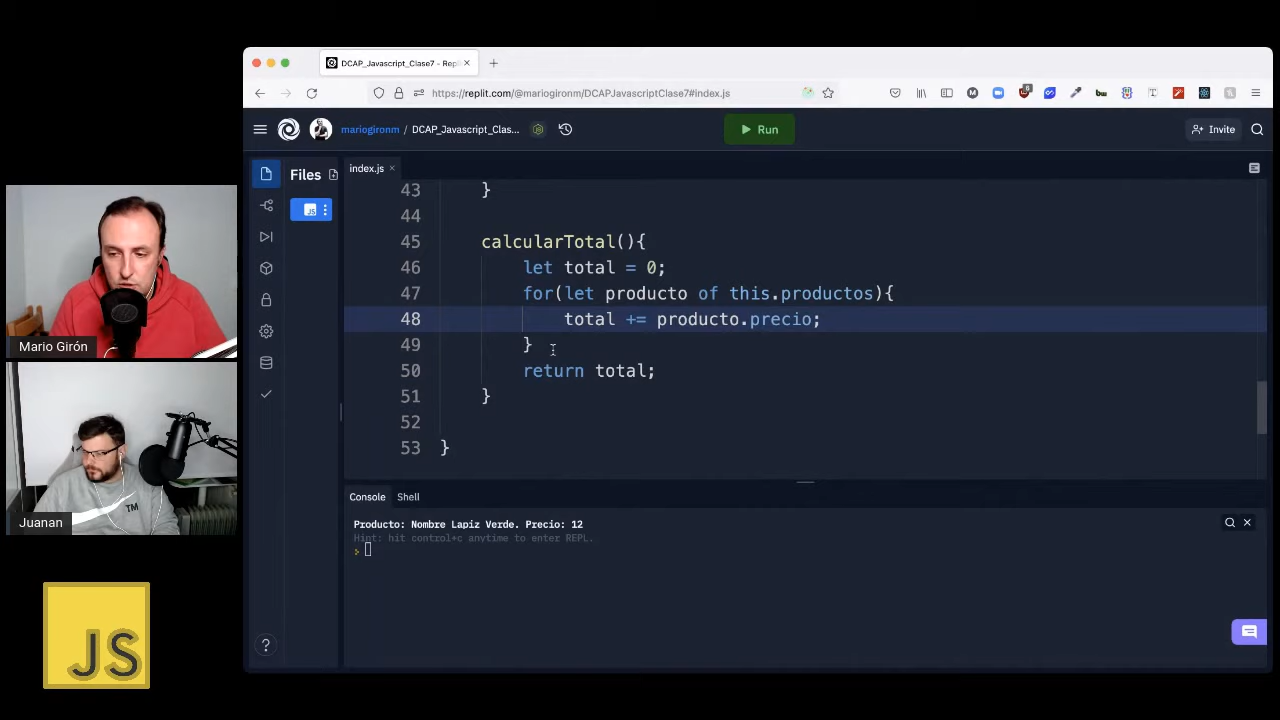 DCAP_Javascript_Clase7 - Repli
https://replit.com/@mariogironm/DCAPJavascriptClase7#index.js
mariogironm / DCAP_Javascript_Clas...
Run
Invite
Files
index.js
43 }
44
45 calcularTotal(){
46 let total = 0;
47 for(let producto of this.productos){
48 total += producto.precio;
49 }
50 return total;
51 }
52
53 }
Console Shell
Producto: Nombre Lapiz Verde. Precio: 12
Hint: hit control+c anytime to enter REPL.
>
Mario Girón
Juanan
TM
JS